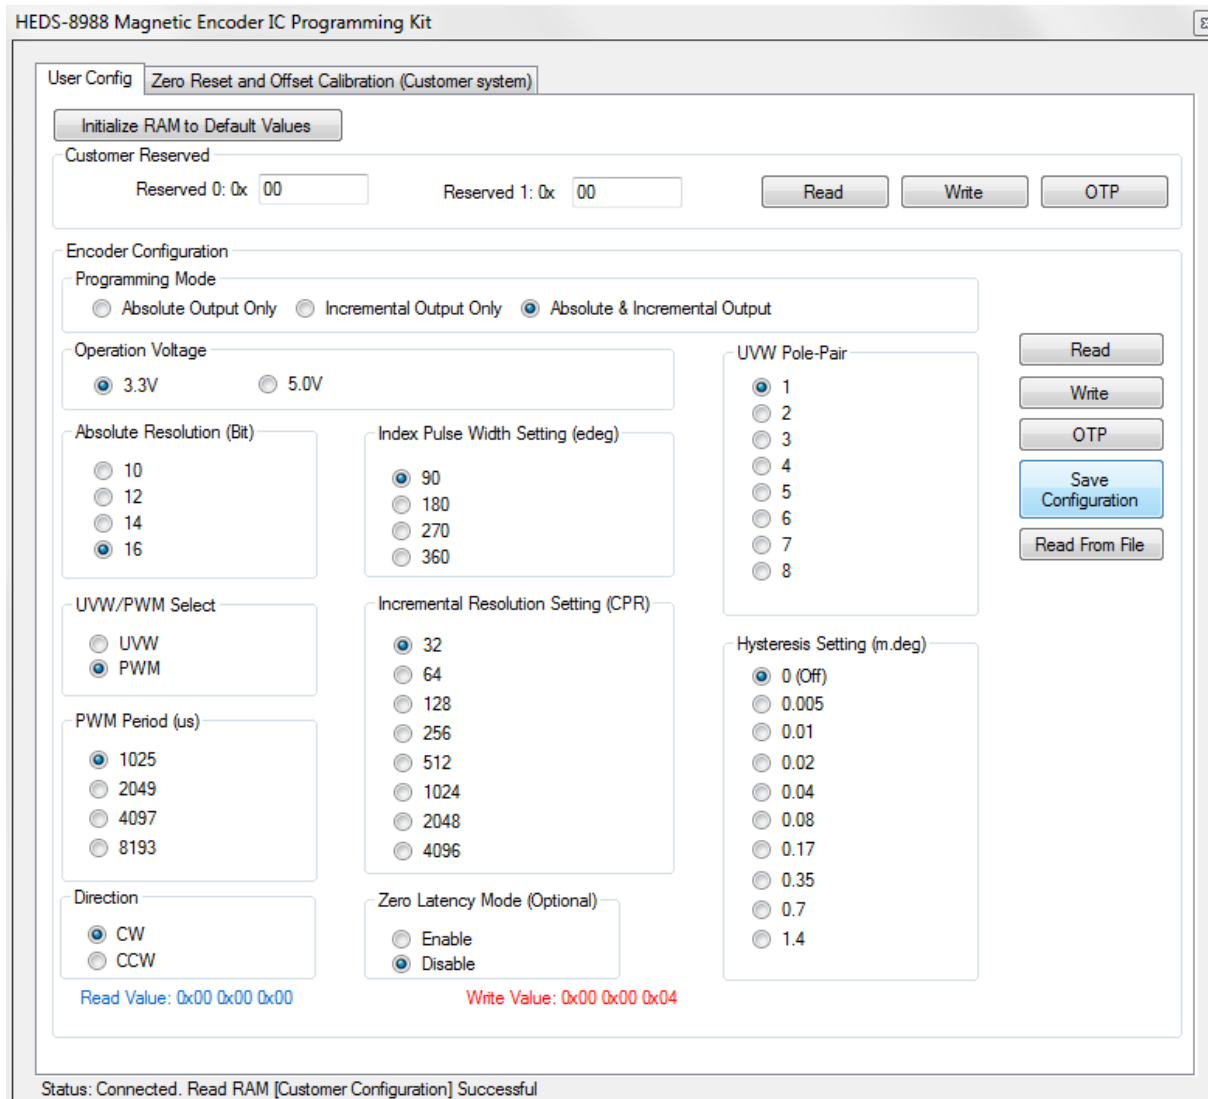 HEDS-8988 Magnetic Encoder IC Programming Kit
User Config
Zero Reset and Offset Calibration (Customer system)
Initialize RAM to Default Values
Customer Reserved
Reserved 0: 0x 00
Reserved 1: 0x 00
Read
Write
OTP
Encoder Configuration
Programming Mode
Absolute Output Only
Incremental Output Only
Absolute & Incremental Output
Operation Voltage
3.3V
5.0V
Absolute Resolution (Bit)
10
12
14
16
Index Pulse Width Setting (edeg)
90
180
270
360
UVW Pole-Pair
1
2
3
4
5
6
7
8
Read
Write
OTP
Save
Configuration
Read From File
UVW/PWM Select
UVW
PWM
Incremental Resolution Setting (CPR)
32
64
128
256
512
1024
2048
4096
Hysteresis Setting (m.deg)
0 (Off)
0.005
0.01
0.02
0.04
0.08
0.17
0.35
0.7
1.4
PWM Period (us)
1025
2049
4097
8193
Direction
CW
CCW
Zero Latency Mode (Optional)
Enable
Disable
Read Value: 0x00 0x00 0x00
Write Value: 0x00 0x00 0x04
Status: Connected. Read RAM [Customer Configuration] Successful